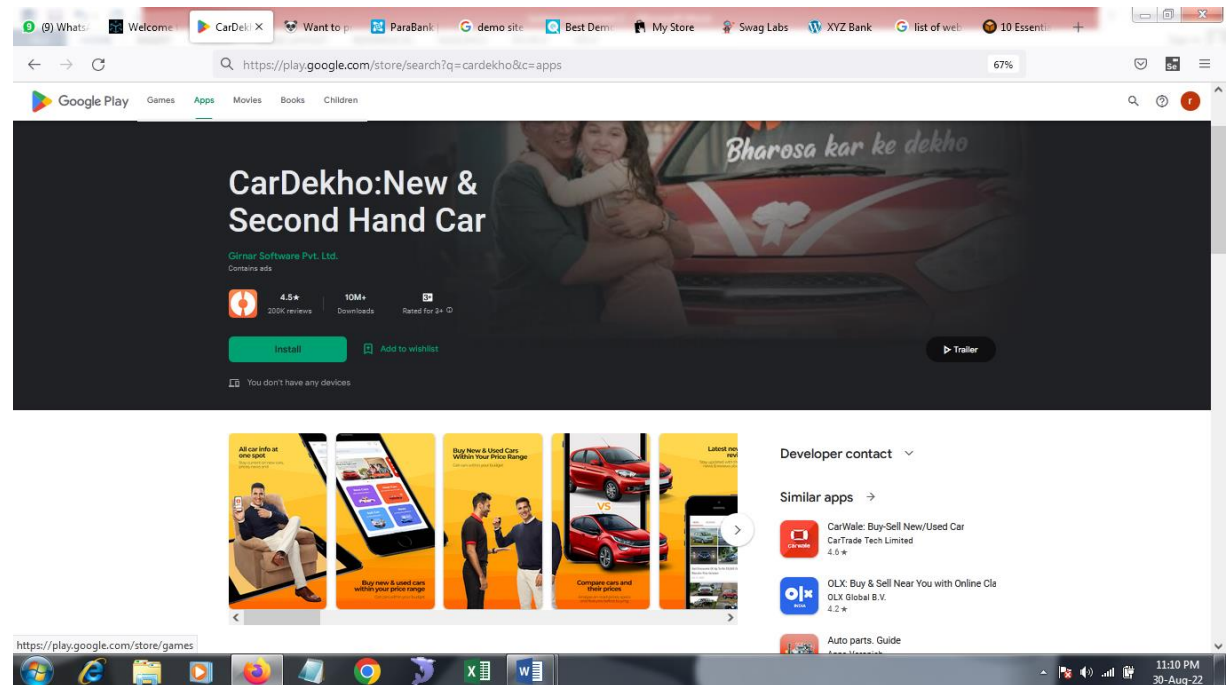 (9) Whats
Welcome
CarDekl
Want to p
ParaBank
demo site
Best Dem
My Store
Swag Labs
XYZ Bank
list of web
10 Essenti
https://play.google.com/store/search?q=cardekho&c=apps
67%
Google Play
Games
Apps
Movies
Books
Children
r
Bharosa kar ke dekho
CarDekho:New &
Second Hand Car
Girnar Software Pvt. Ltd.
Contains ads
4.5★
200K reviews
10M+
Downloads
3+
Rated for 3+
Install
Add to wishlist
Trailer
You don't have any devices
All car info at
one spot
Buy new & used cars
within your price range
Buy New & Used Cars
Within Your Price Range
VS
Compare cars and
their prices
Latest
Developer contact
Similar apps
CarWale: Buy-Sell New/Used Car
CarTrade Tech Limited
4.6★
OLX: Buy & Sell Near You with Online Cla
OLX Global B.V.
4.2★
Auto parts. Guide
https://play.google.com/store/games
11:10 PM
30-Aug-22